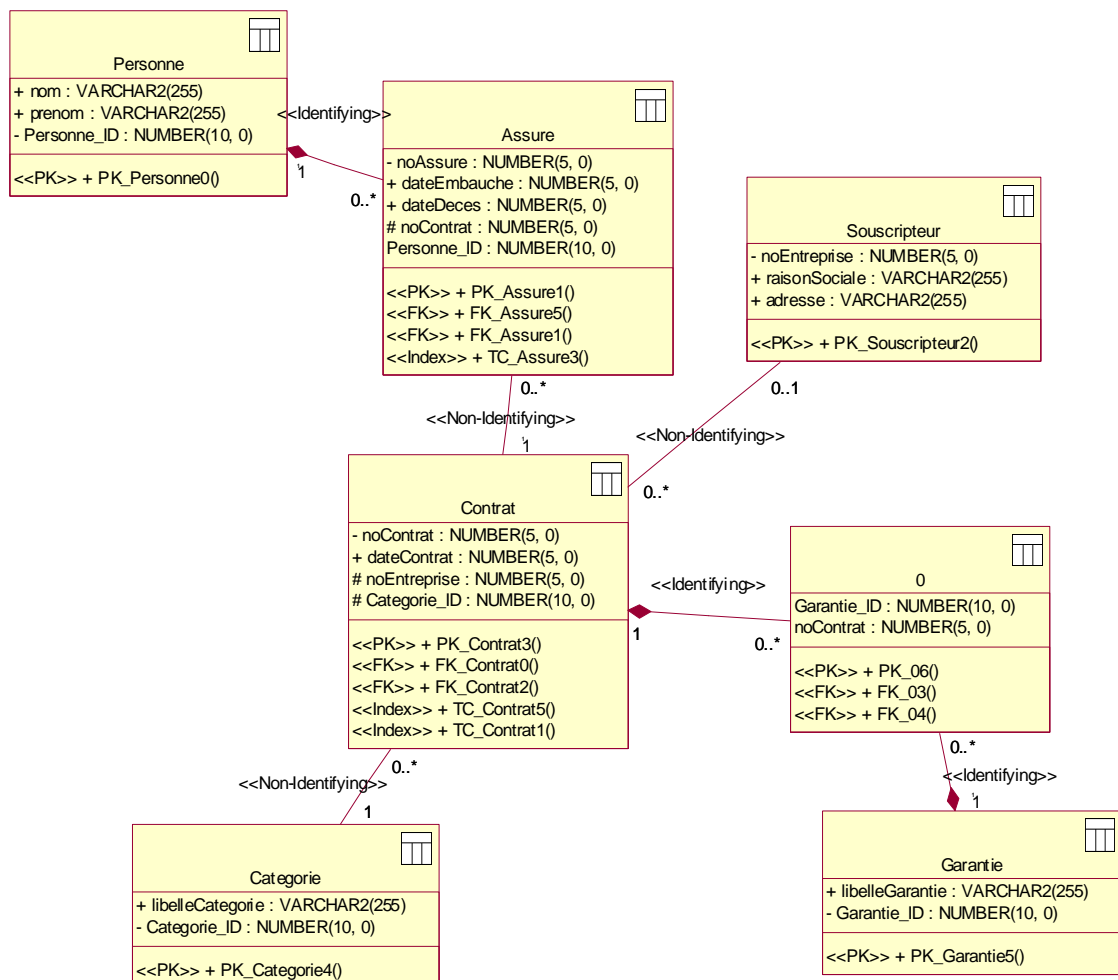 Personne
+ nom : VARCHAR2(255)
+ prenom : VARCHAR2(255)
- Personne_ID : NUMBER(10, 0)
<<PK>> + PK_Personne0()
<<Identifying>>
1
0..*
Assure
- noAssure : NUMBER(5, 0)
+ dateEmbauche : NUMBER(5, 0)
+ dateDeces : NUMBER(5, 0)
# noContrat : NUMBER(5, 0)
Personne_ID : NUMBER(10, 0)
<<PK>> + PK_Assure1()
<<FK>> + FK_Assure5()
<<FK>> + FK_Assure1()
<<Index>> + TC_Assure3()
Souscripteur
- noEntreprise : NUMBER(5, 0)
+ raisonSociale : VARCHAR2(255)
+ adresse : VARCHAR2(255)
<<PK>> + PK_Souscripteur2()
0..*
<<Non-Identifying>>
1
0..1
<<Non-Identifying>>
0..*
Contrat
- noContrat : NUMBER(5, 0)
+ dateContrat : NUMBER(5, 0)
# noEntreprise : NUMBER(5, 0)
# Categorie_ID : NUMBER(10, 0)
<<PK>> + PK_Contrat3()
<<FK>> + FK_Contrat0()
<<FK>> + FK_Contrat2()
<<Index>> + TC_Contrat5()
<<Index>> + TC_Contrat1()
<<Identifying>>
1
0..*
0
Garantie_ID : NUMBER(10, 0)
noContrat : NUMBER(5, 0)
<<PK>> + PK_06()
<<FK>> + FK_03()
<<FK>> + FK_04()
0..*
<<Non-Identifying>>
1
0..*
<<Identifying>>
1
Categorie
+ libelleCategorie : VARCHAR2(255)
- Categorie_ID : NUMBER(10, 0)
<<PK>> + PK_Categorie4()
Garantie
+ libelleGarantie : VARCHAR2(255)
- Garantie_ID : NUMBER(10, 0)
<<PK>> + PK_Garantie5()